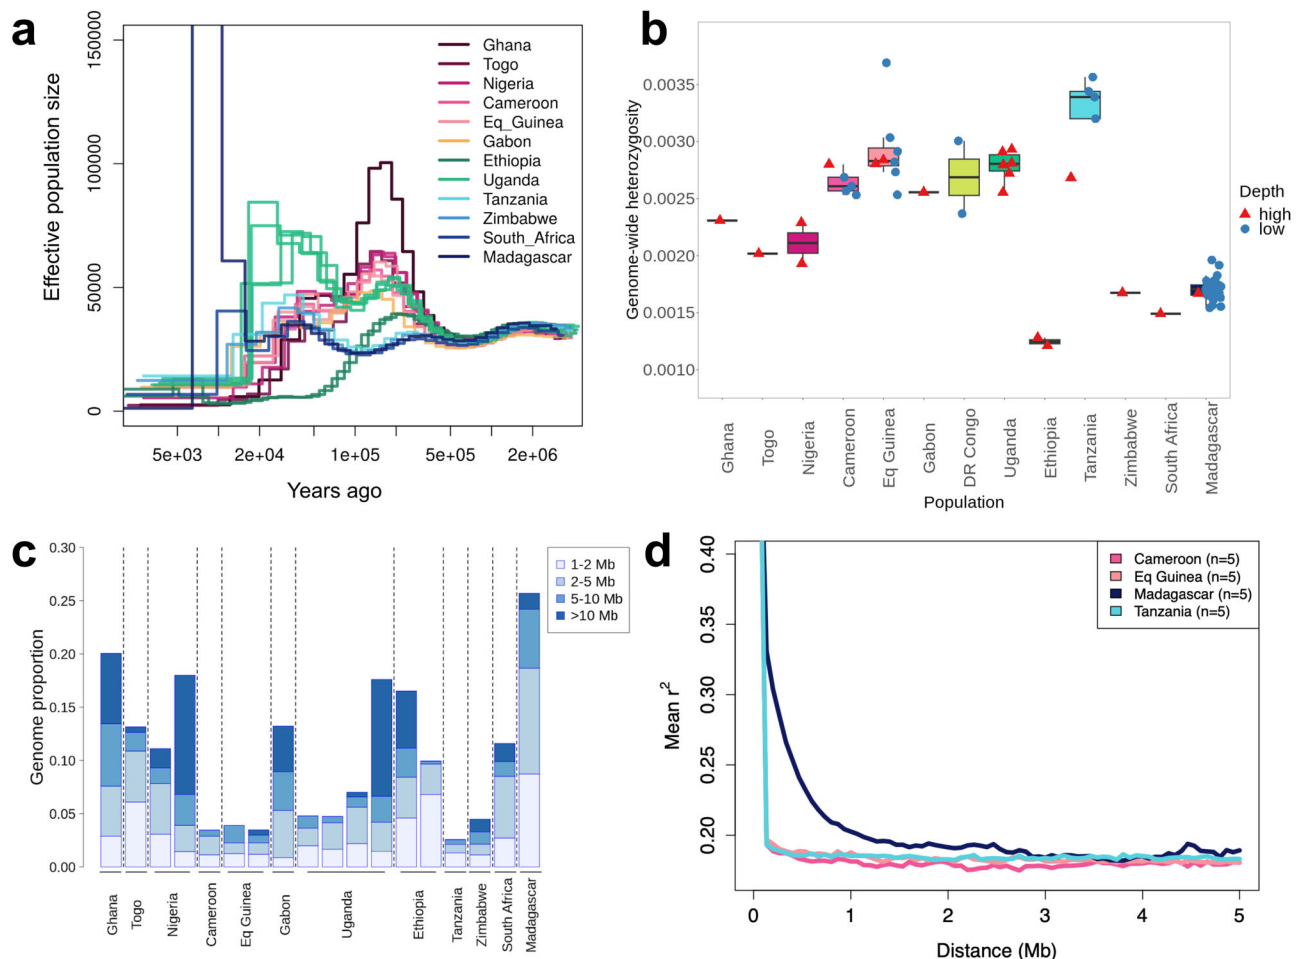 a
Effective population size
150000
100000
50000
0
5e+03
2e+04
1e+05
5e+05
2e+06
Years ago
Ghana
Togo
Nigeria
Cameroon
Eq_Guinea
Gabon
Ethiopia
Uganda
Tanzania
Zimbabwe
South_Africa
Madagascar
b
Genome-wide heterozygosity
0.0035
0.0030
0.0025
0.0020
0.0015
0.0010
Ghana
Togo
Nigeria
Cameroon
Eq Guinea
Gabon
DR Congo
Uganda
Ethiopia
Tanzania
Zimbabwe
South Africa
Madagascar
Population
Depth
high
low
c
Genome proportion
0.30
0.25
0.20
0.15
0.10
0.05
0.00
1-2 Mb
2-5 Mb
5-10 Mb
>10 Mb
Ghana
Togo
Nigeria
Cameroon
Eq Guinea
Gabon
Uganda
Ethiopia
Tanzania
Zimbabwe
South Africa
Madagascar
d
Mean r²
0.40
0.35
0.30
0.25
0.20
Cameroon (n=5)
Eq Guinea (n=5)
Madagascar (n=5)
Tanzania (n=5)
0
1
2
3
4
5
Distance (Mb)